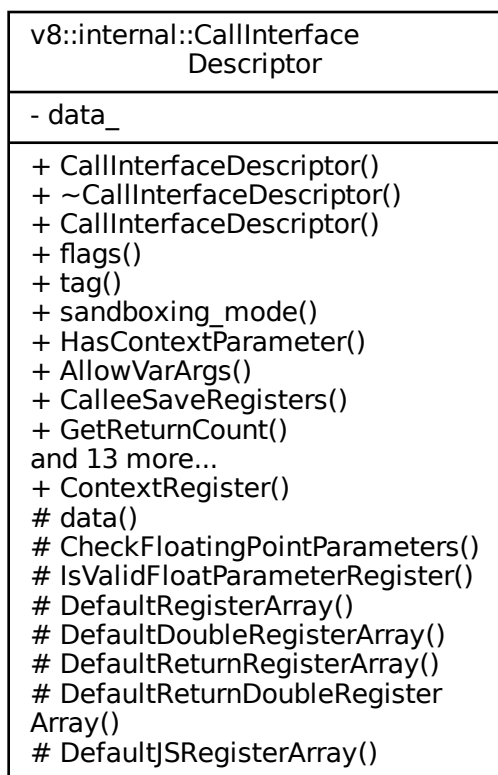 v8::internal::CallInterface
Descriptor
- data_
+ CallInterfaceDescriptor()
+ ~CallInterfaceDescriptor()
+ CallInterfaceDescriptor()
+ flags()
+ tag()
+ sandboxing_mode()
+ HasContextParameter()
+ AllowVarArgs()
+ CalleeSaveRegisters()
+ GetReturnCount()
and 13 more...
+ ContextRegister()
# data()
# CheckFloatingPointParameters()
# IsValidFloatParameterRegister()
# DefaultRegisterArray()
# DefaultDoubleRegisterArray()
# DefaultReturnRegisterArray()
# DefaultReturnDoubleRegister
Array()
# DefaultJSRegisterArray()